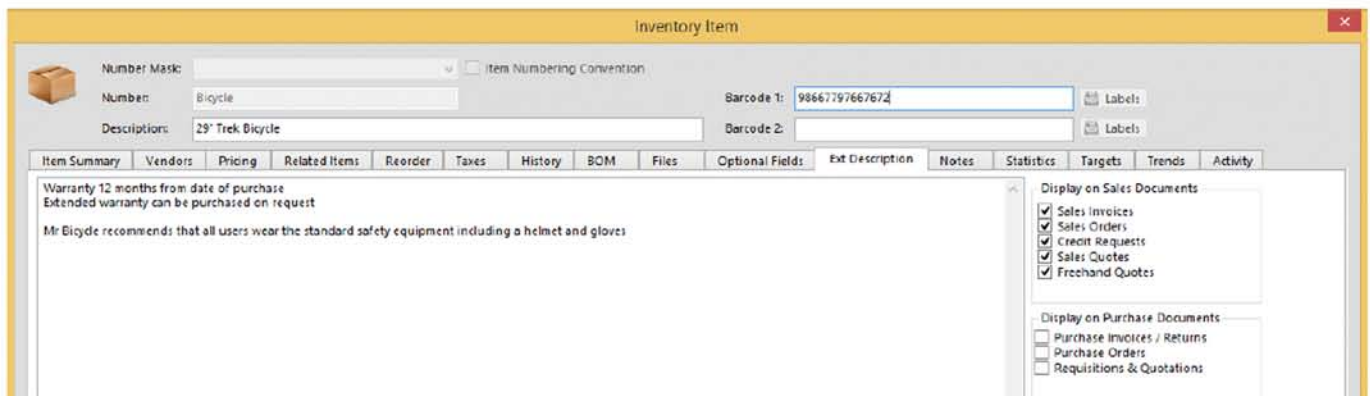 Inventory Item
Number Mask:
Item Numbering Convention
Number: Bicycle
Barcode 1: 98667797667672
Labels
Description: 29" Trek Bicycle
Barcode 2:
Labels
Item Summary Vendors Pricing Related Items Reorder Taxes History BOM Files Optional Fields Ext Description Notes Statistics Targets Trends Activity
Warranty 12 months from date of purchase
Extended warranty can be purchased on request
Mr Bicycle recommends that all users wear the standard safety equipment including a helmet and gloves
Display on Sales Documents
Sales Invoices
Sales Orders
Credit Requests
Sales Quotes
Freehand Quotes
Display on Purchase Documents
Purchase Invoices / Returns
Purchase Orders
Requisitions & Quotations